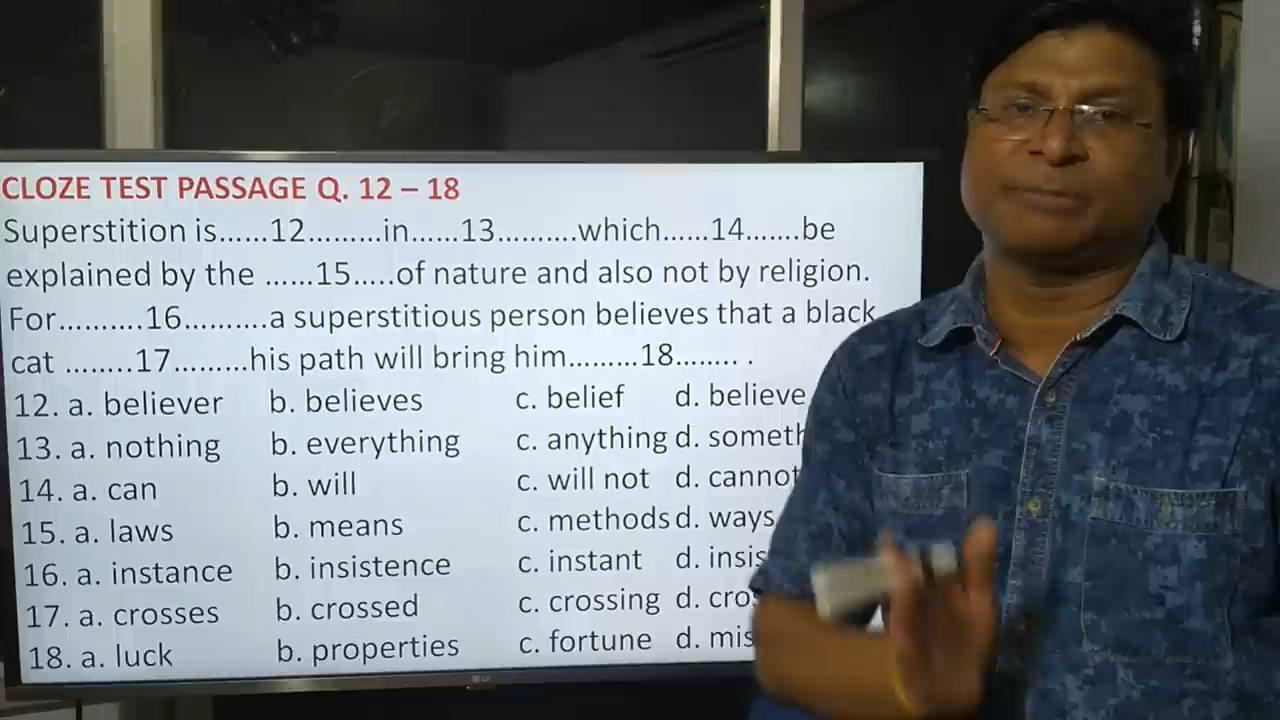 CLOZE TEST PASSAGE Q. 12 – 18
Superstition is......12.........in......13..........which......14.......be
explained by the ......15.....of nature and also not by religion.
For..........16..........a superstitious person believes that a black
cat ........17.........his path will bring him.........18........ .
12. a. believer b. believes c. belief d. believe
13. a. nothing b. everything c. anything d.
14. a. can b. will c. will not d. cannot
15. a. laws b. means c. methods d. ways
16. a. instance b. insistence c. instant d.
17. a. crosses b. crossed c. crossing d.
18. a. luck b. properties c. fortune d.
LG